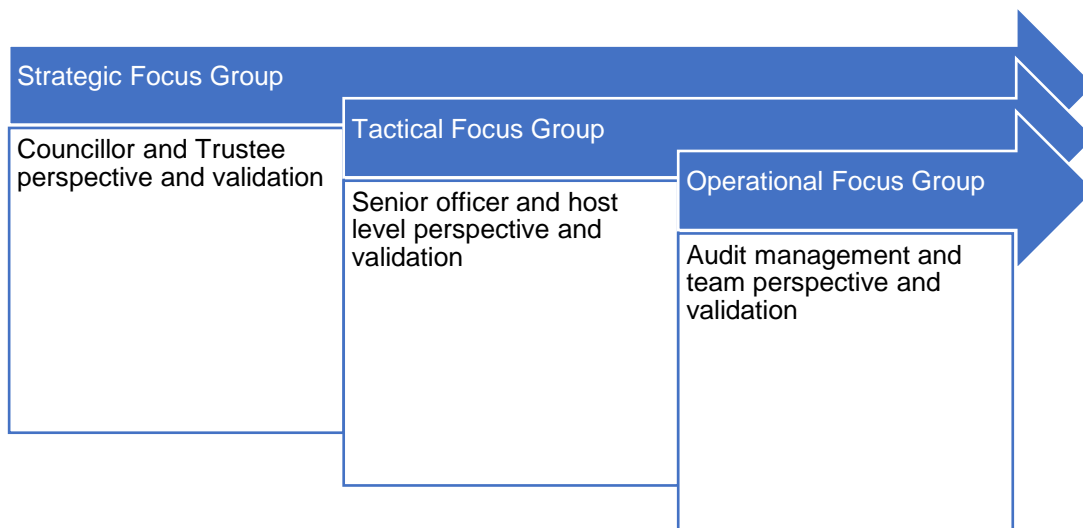 Strategic Focus Group
Councillor and Trustee
perspective and validation
Tactical Focus Group
Senior officer and host
level perspective and
validation
Operational Focus Group
Audit management and
team perspective and
validation